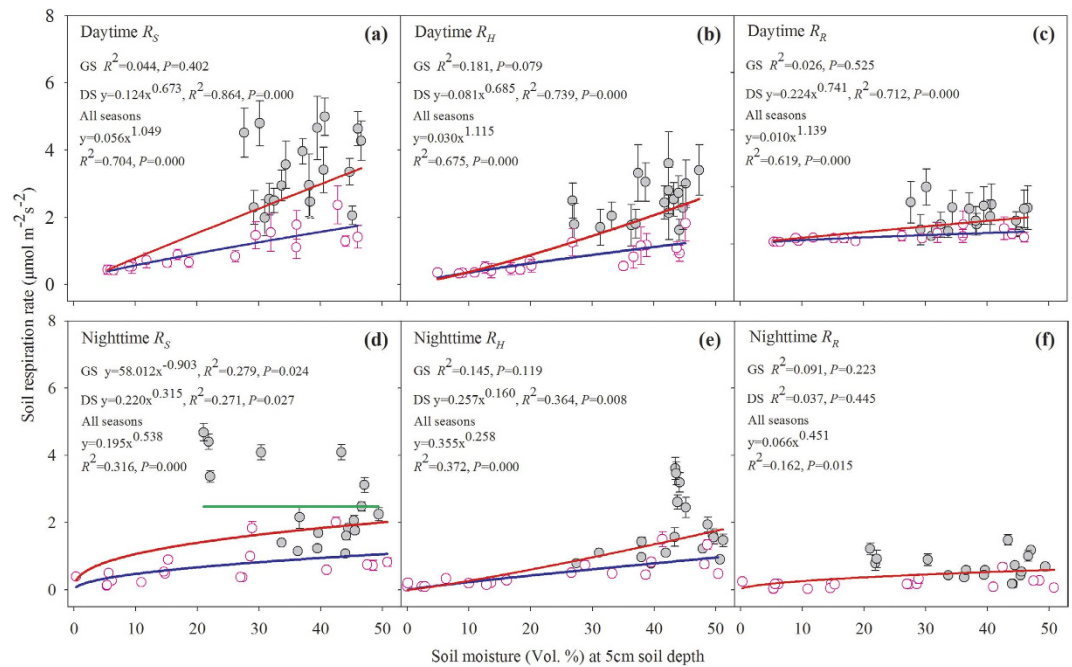 Soil respiration rate (μmol m⁻²s⁻²)
8
6
4
2
0
Daytime R_S
(a)
GS R²=0.044, P=0.402
DS y=0.124x^0.673, R²=0.864, P=0.000
All seasons
y=0.056x^1.049
R²=0.704, P=0.000
Daytime R_H
(b)
GS R²=0.181, P=0.079
DS y=0.081x^0.685, R²=0.739, P=0.000
All seasons
y=0.030x^1.115
R²=0.675, P=0.000
Daytime R_R
(c)
GS R²=0.026, P=0.525
DS y=0.224x^0.741, R²=0.712, P=0.000
All seasons
y=0.010x^1.139
R²=0.619, P=0.000
8
6
4
2
0
Nighttime R_S
(d)
GS y=58.012x^-0.903, R²=0.279, P=0.024
DS y=0.220x^0.315, R²=0.271, P=0.027
All seasons
y=0.195x^0.538
R²=0.316, P=0.000
Nighttime R_H
(e)
GS R²=0.145, P=0.119
DS y=0.257x^0.160, R²=0.364, P=0.008
All seasons
y=0.355x^0.258
R²=0.372, P=0.000
Nighttime R_R
(f)
GS R²=0.091, P=0.223
DS R²=0.037, P=0.445
All seasons
y=0.066x^0.451
R²=0.162, P=0.015
0 10 20 30 40 50
0 10 20 30 40 50
0 10 20 30 40 50
Soil moisture (Vol. %) at 5cm soil depth